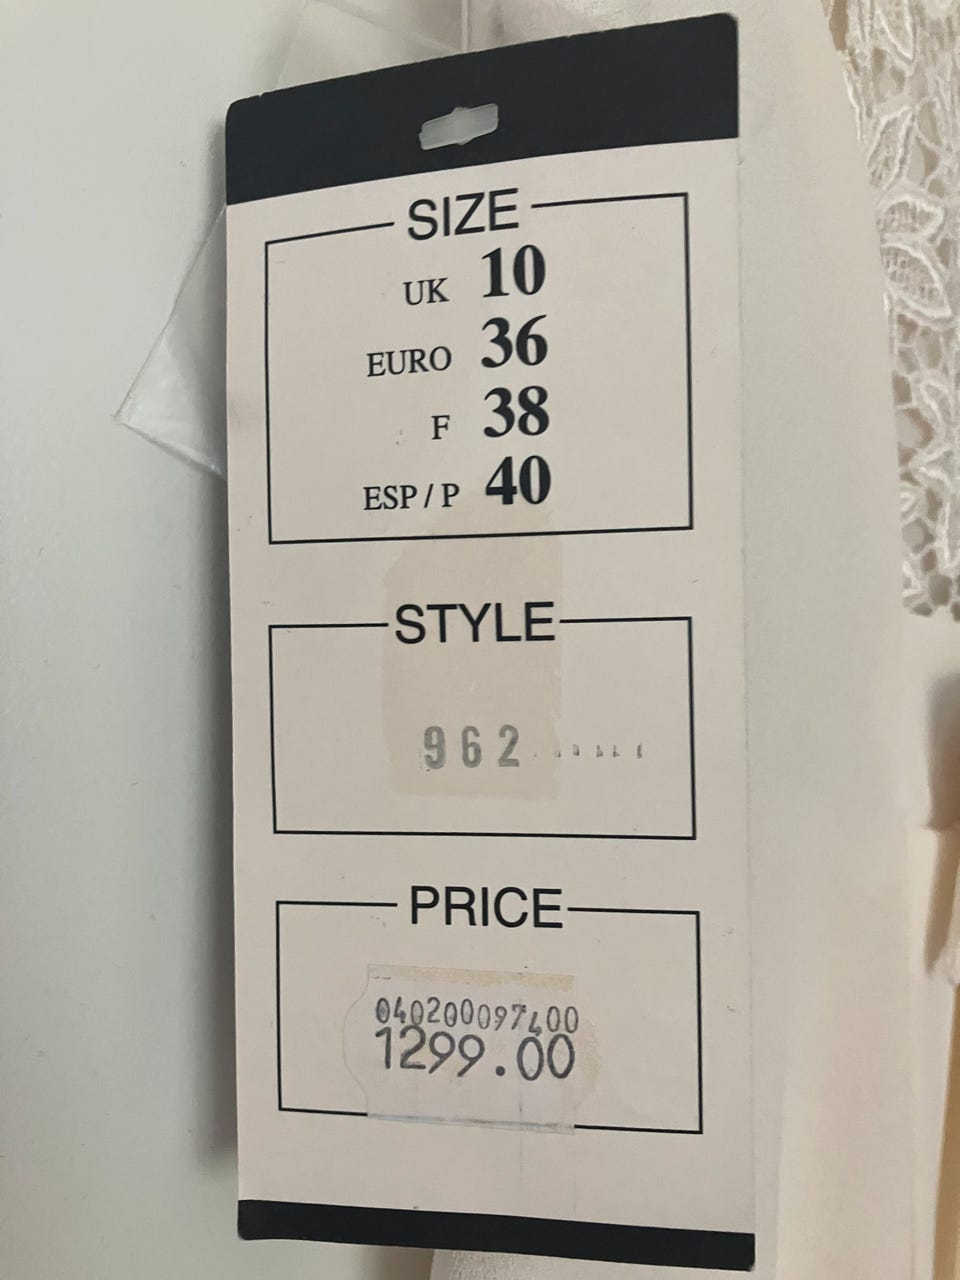 SIZE
UK 10
EURO 36
F 38
ESP / P 40
STYLE
962
PRICE
040200097400
1299.00